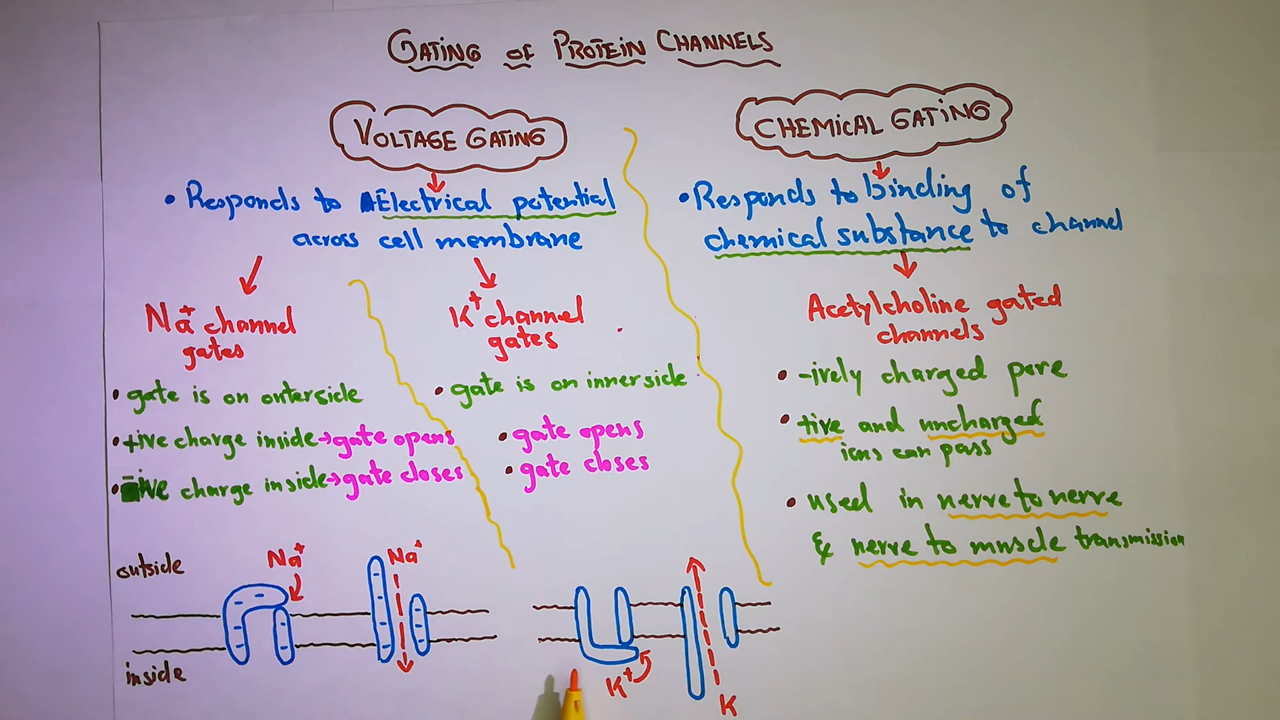 GATING OF PROTEIN CHANNELS
VOLTAGE GATING
• Responds to Electrical potential
across cell membrane
Na+ channel
gates
• gate is on outerside
• +ive charge inside→gate opens
• -ive charge inside→gate closes
K+ channel
gates
• gate is on innerside
• gate opens
• gate closes
CHEMICAL GATING
• Responds to binding of
chemical substance to channel
Acetylcholine gated
channels
• -ively charged pore
• +ive and uncharged
ions can pass
• used in nerve to nerve
& nerve to muscle transmission
outside
Na+
Na+
inside
K+
K